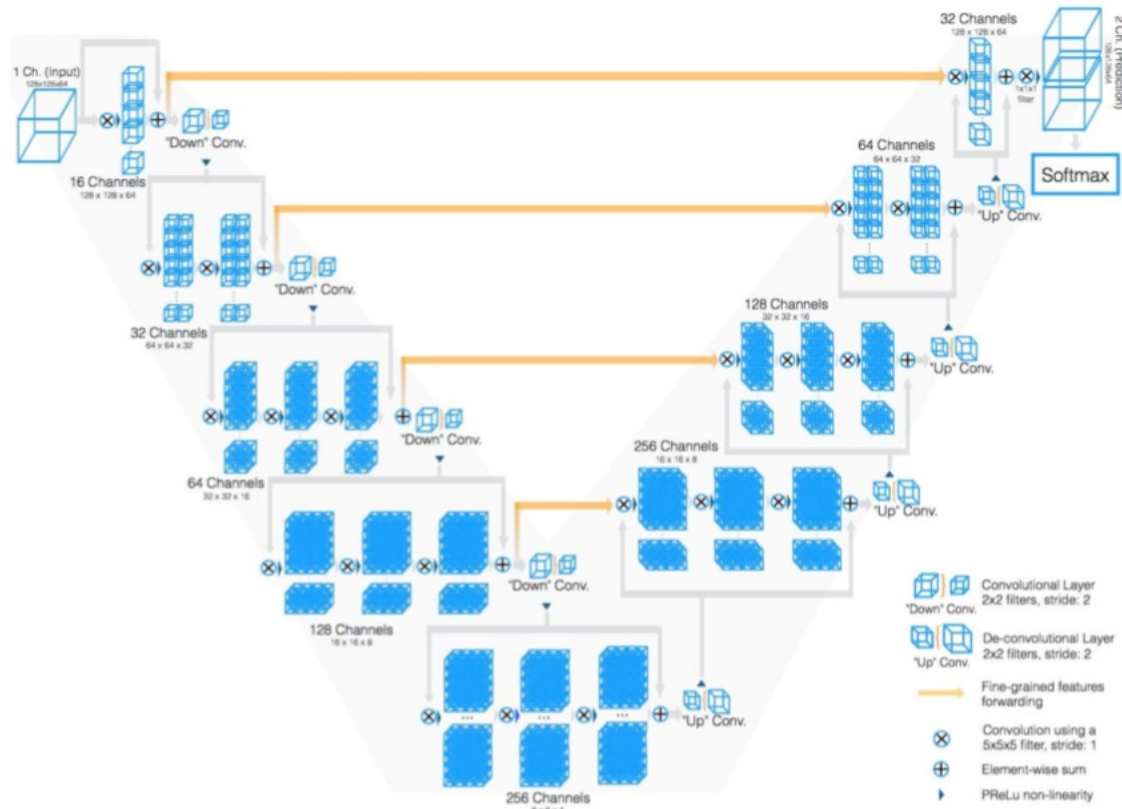 1 Ch. (Input)
128x128x64
"Down" Conv.
16 Channels
128 x 128 x 64
"Down" Conv.
32 Channels
64 x 64 x 32
"Down" Conv.
64 Channels
32 x 32 x 16
"Down" Conv.
128 Channels
16 x 16 x 8
256 Channels
"Up" Conv.
256 Channels
16 x 16 x 8
"Up" Conv.
128 Channels
32 x 32 x 16
"Up" Conv.
64 Channels
64 x 64 x 32
"Up" Conv.
32 Channels
128 x 128 x 64
1x1x1
filter
2 Ch. (Prediction)
128x128x64
Softmax
"Down" Conv.
Convolutional Layer
2x2 filters, stride: 2
"Up" Conv.
De-convolutional Layer
2x2 filters, stride: 2
Fine-grained features
forwarding
Convolution using a
5x5x5 filter, stride: 1
Element-wise sum
PReLu non-linearity